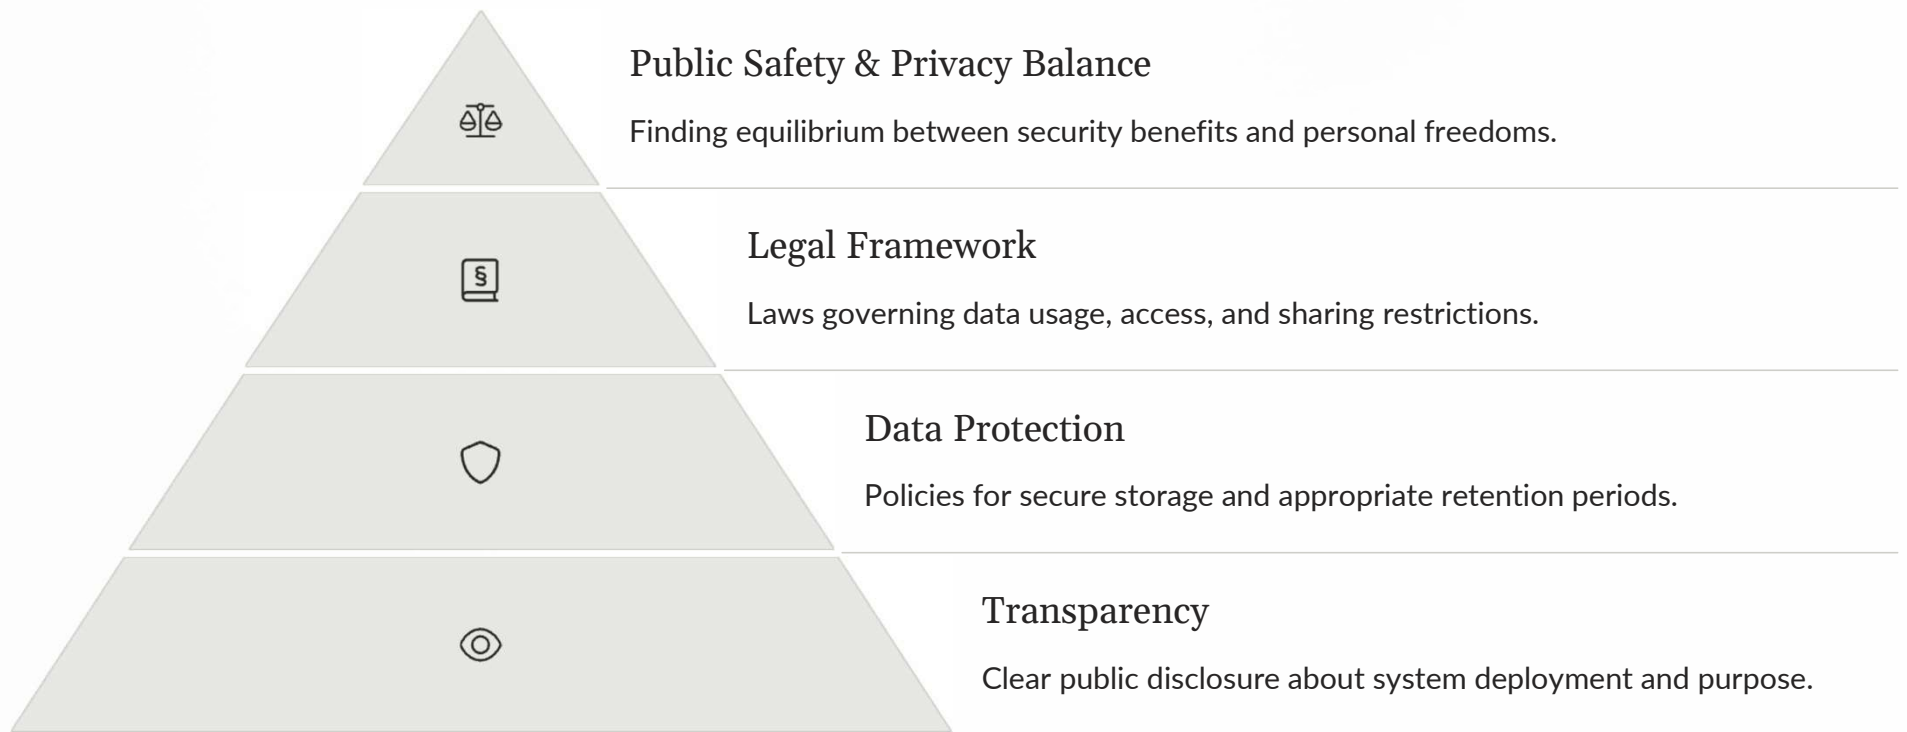 Public Safety & Privacy Balance
Finding equilibrium between security benefits and personal freedoms.
§
Legal Framework
Laws governing data usage, access, and sharing restrictions.
Data Protection
Policies for secure storage and appropriate retention periods.
Transparency
Clear public disclosure about system deployment and purpose.